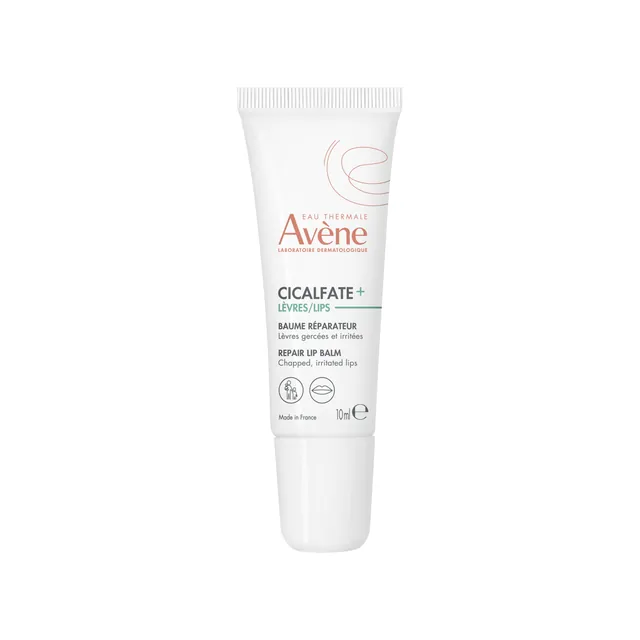 EAU THERMALE
Avène
LABORATOIRE DERMATOLOGIQUE
CICALFATE+
LÈVRES/LIPS
BAUME RÉPARATEUR
Lèvres gercées et irritées
REPAIR LIP BALM
Chapped, irritated lips
Made in France
10ml e